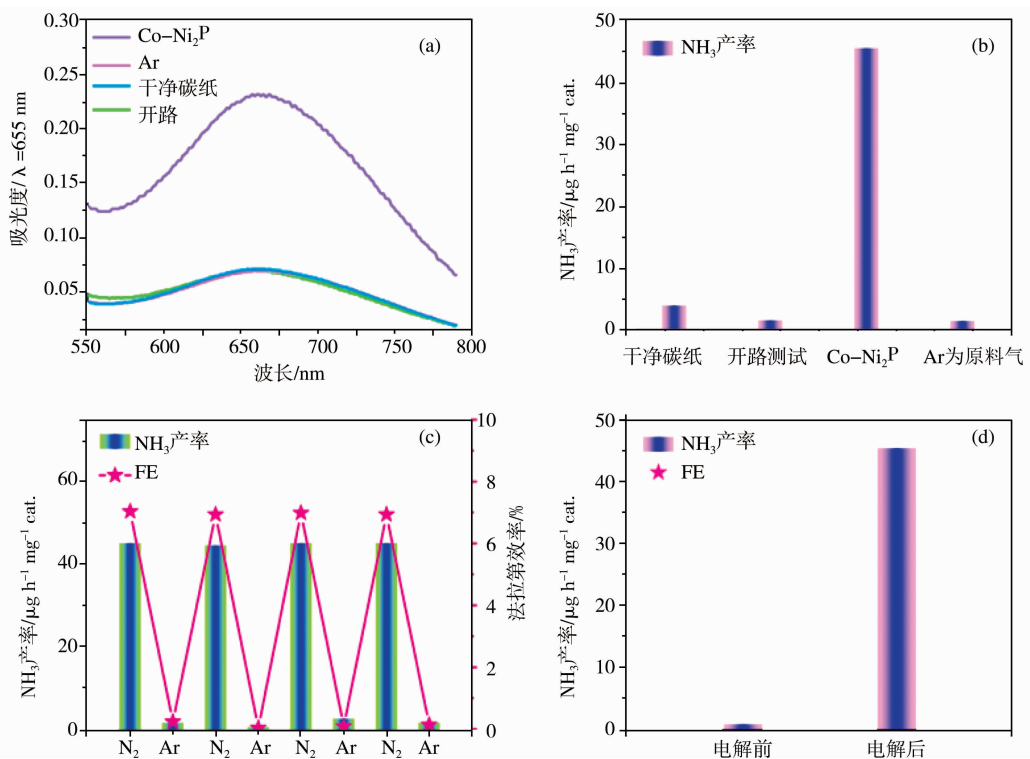 (a)
Co−Ni₂P
Ar
干净碳纸
开路
0.30
0.25
0.20
0.15
0.10
0.05
吸光度/λ=655 nm
550 600 650 700 750 800
波长/nm
(b)
NH₃产率
50
40
30
20
10
0
NH₃产率/μg h⁻¹ mg⁻¹ cat.
干净碳纸 开路测试 Co−Ni₂P Ar为原料气
(c)
NH₃产率
FE
60
40
20
0
NH₃产率/μg h⁻¹ mg⁻¹ cat.
10
8
6
4
2
0
法拉第效率/%
N₂ Ar N₂ Ar N₂ Ar N₂ Ar
(d)
NH₃产率
FE
50
40
30
20
10
0
NH₃产率/μg h⁻¹ mg⁻¹ cat.
电解前 电解后